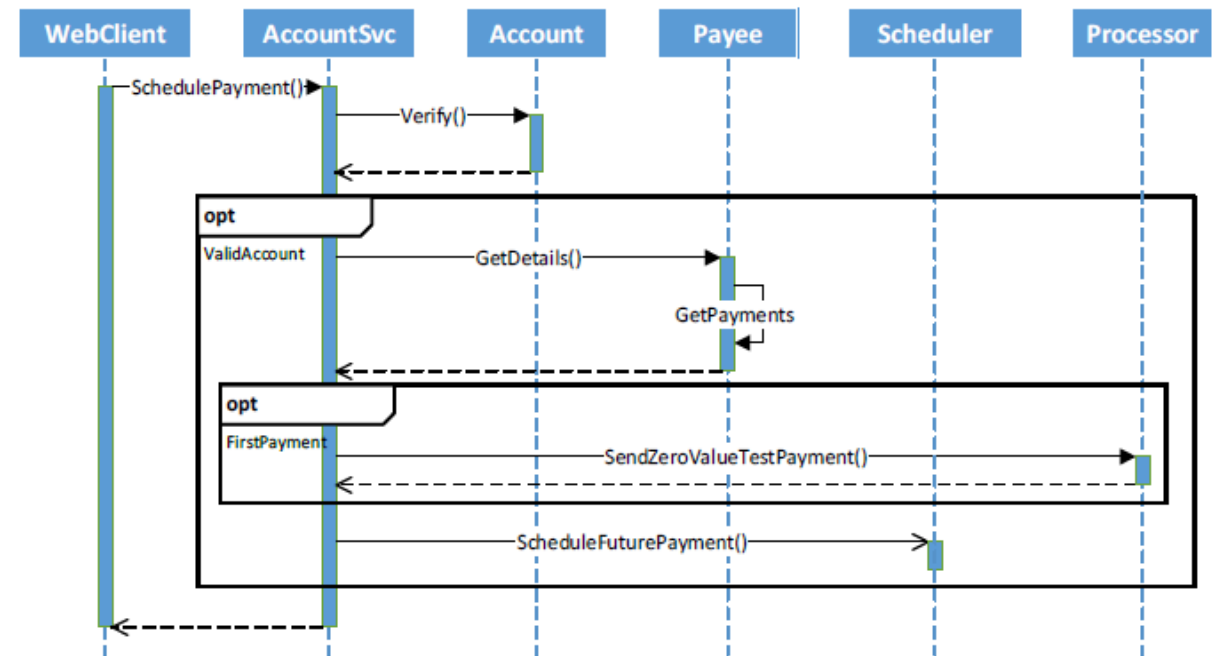 WebClient
AccountSvc
Account
Payee
Scheduler
Processor
SchedulePayment()
Verify()
opt
ValidAccount
GetDetails()
GetPayments
opt
FirstPayment
SendZeroValueTestPayment()
ScheduleFuturePayment()